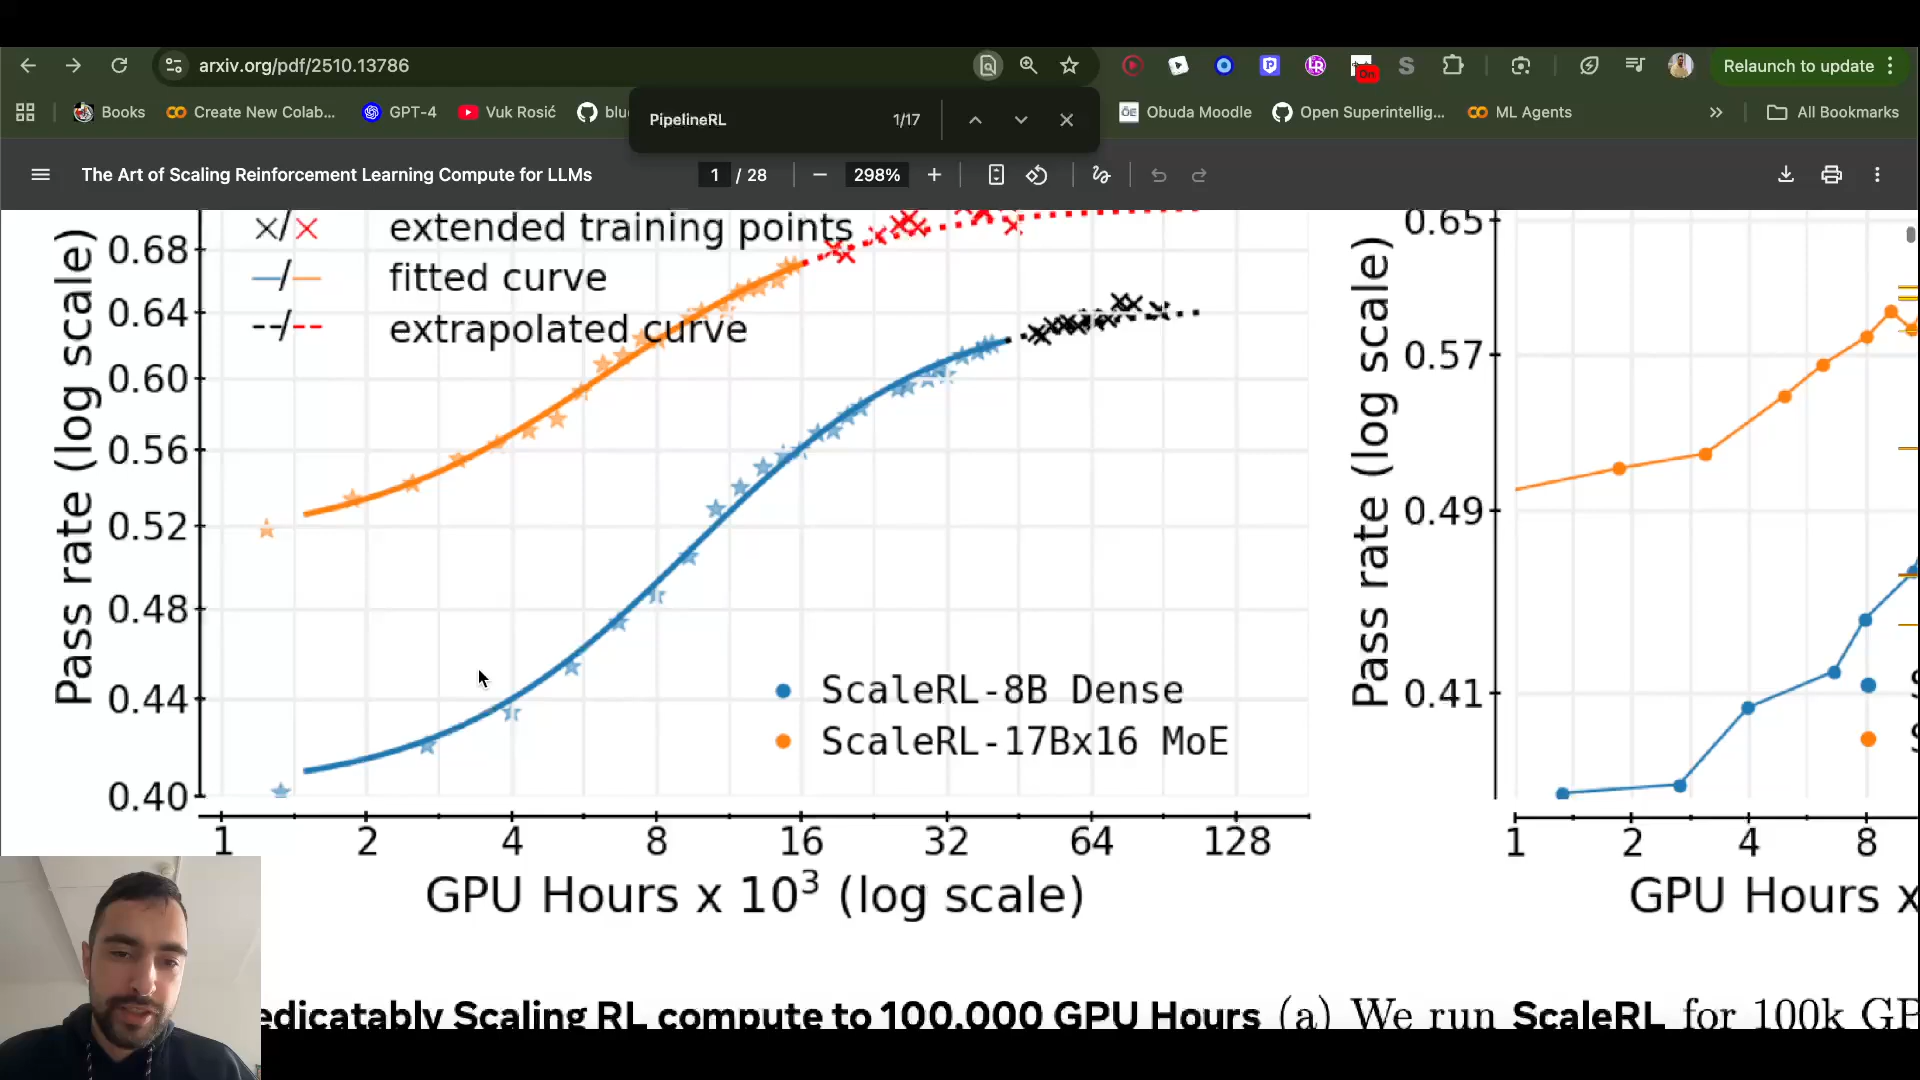 arxiv.org/pdf/2510.13786
On
Relaunch to update
Books
Create New Colab...
GPT-4
Vuk Rosić
PipelineRL
1/17
Obuda Moodle
Open Superintellig...
ML Agents
All Bookmarks
The Art of Scaling Reinforcement Learning Compute for LLMs
1 / 28
298%
extended training points
fitted curve
extrapolated curve
Pass rate (log scale)
0.68
0.64
0.60
0.56
0.52
0.48
0.44
0.40
ScaleRL-8B Dense
ScaleRL-17Bx16 MoE
1 2 4 8 16 32 64 128
GPU Hours x 10³ (log scale)
Pass rate (log scale)
0.65
0.57
0.49
0.41
1 2 4 8
GPU Hours x
edicatably Scaling RL compute to 100,000 GPU Hours (a) We run ScaleRL for 100k GP